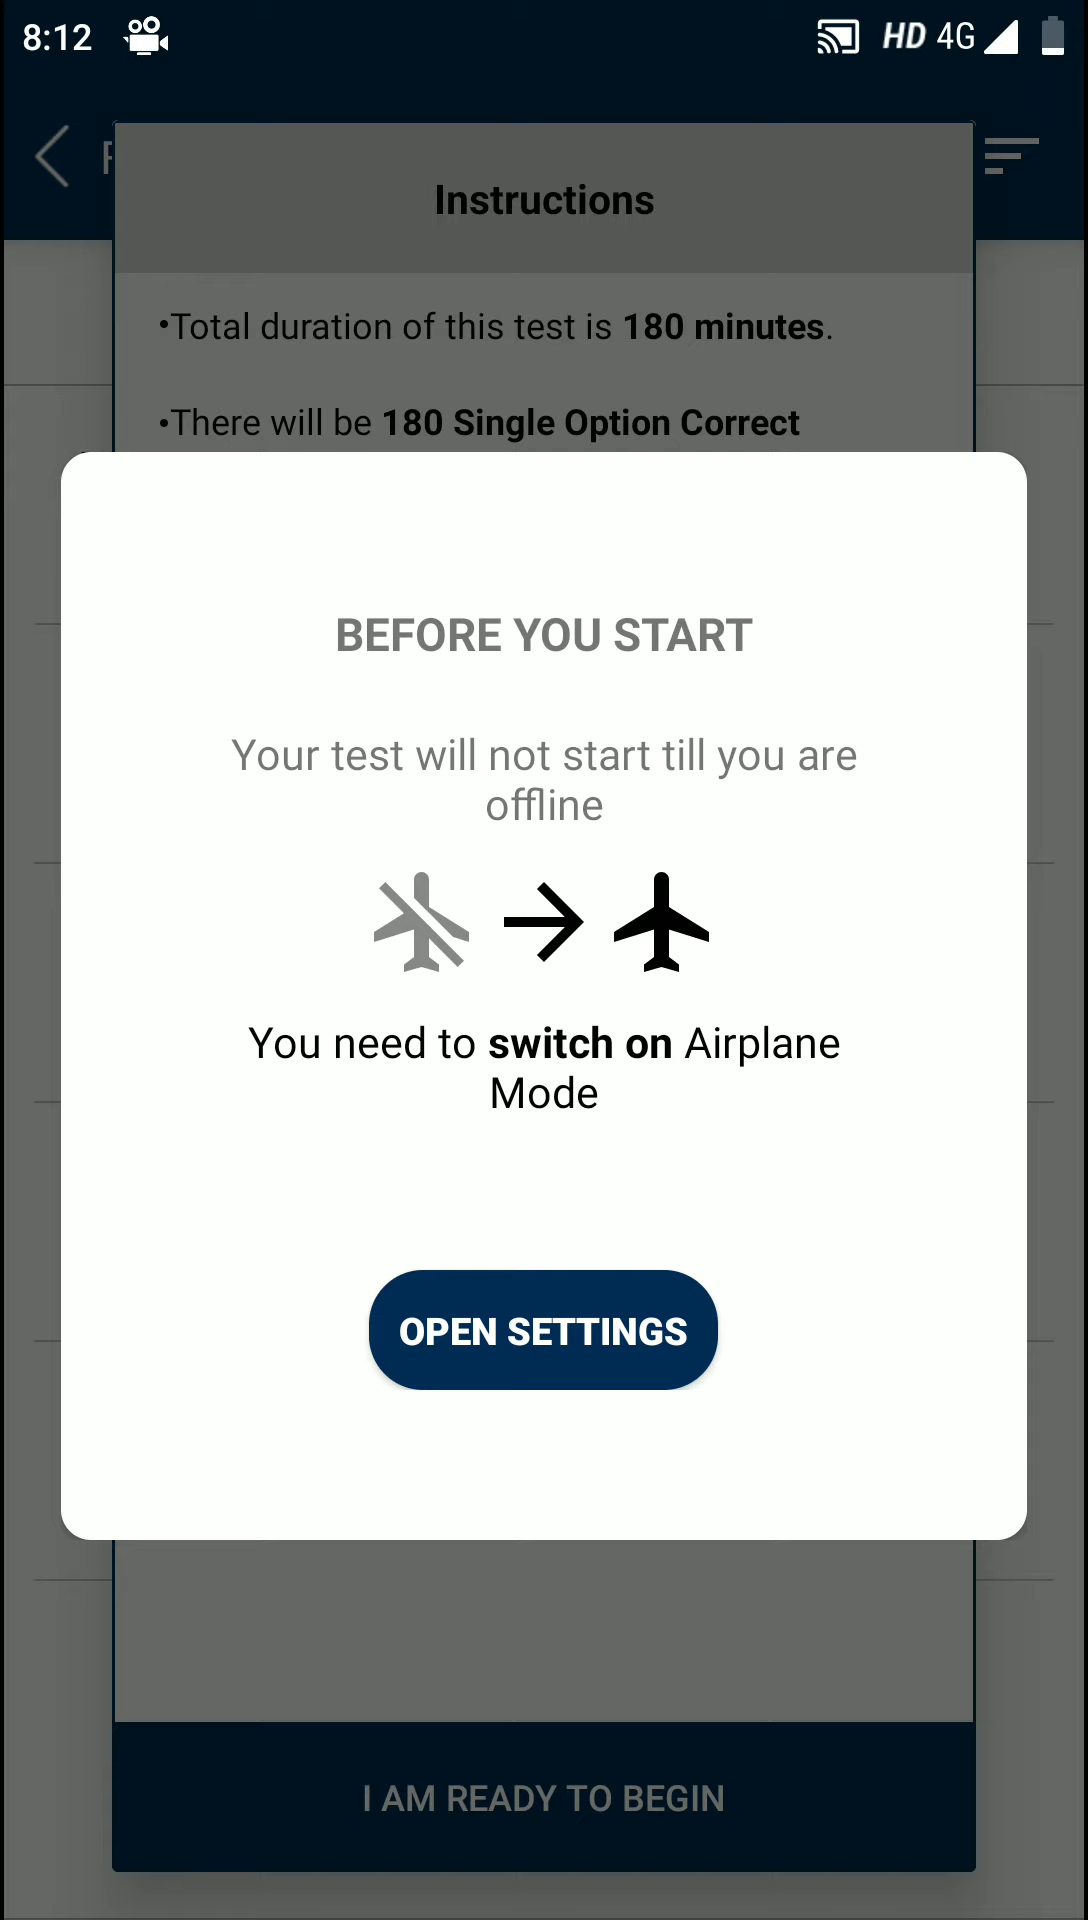 8:12
HD 4G
Instructions
•Total duration of this test is 180 minutes.
•There will be 180 Single Option Correct
BEFORE YOU START
Your test will not start till you are
offline
You need to switch on Airplane
Mode
OPEN SETTINGS
I AM READY TO BEGIN